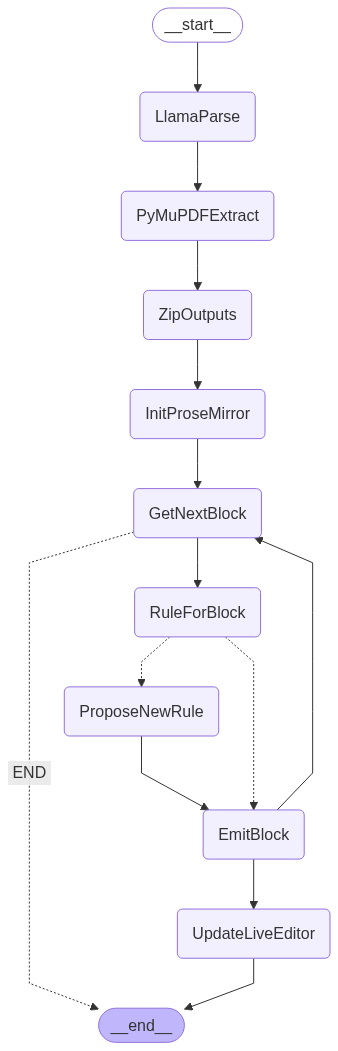 __start__
LlamaParse
PyMuPDFExtract
ZipOutputs
InitProseMirror
GetNextBlock
RuleForBlock
ProposeNewRule
END
EmitBlock
UpdateLiveEditor
__end__